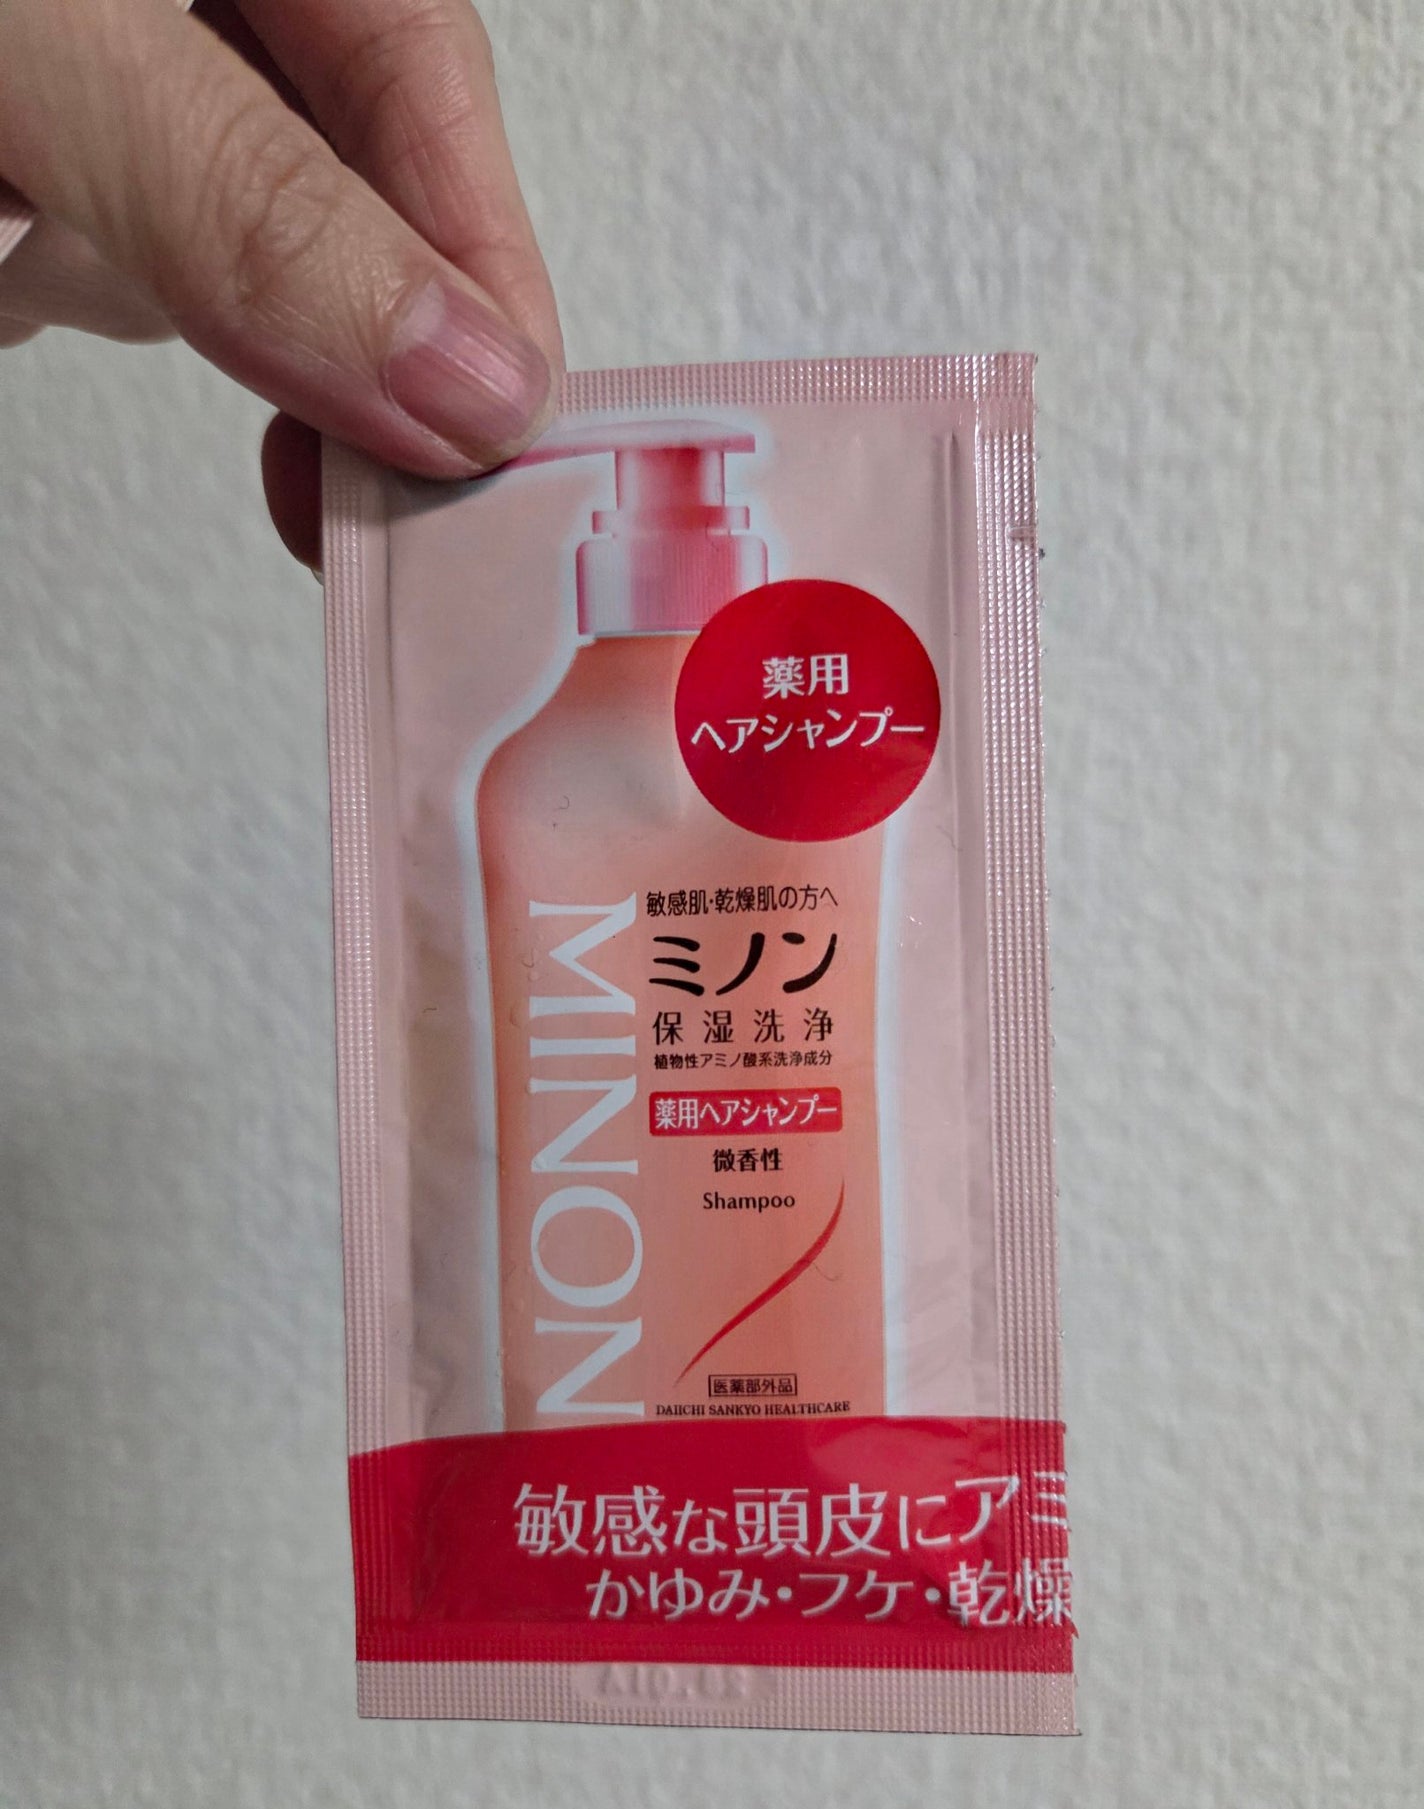 薬用
ヘアシャンプー
MINON
敏感肌・乾燥肌の方へ
ミノン
保湿洗浄
植物性アミノ酸系洗浄成分
薬用ヘアシャンプー
微香性
Shampoo
医薬部外品
DAIICHI SANKYO HEALTHCARE
敏感な頭皮にアミ
かゆみ・フケ・乾燥